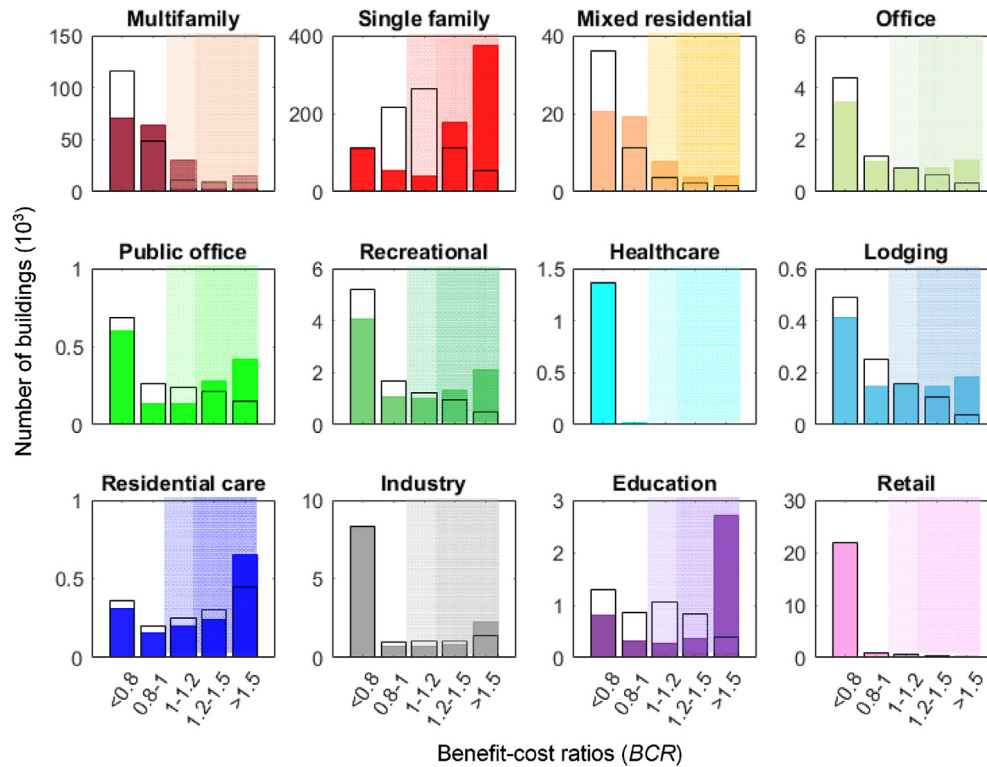 Multifamily Single family Mixed residential Office
150 400 40 6
100 4
200 20
50 2
0 0 0 0
Public office Recreational Healthcare Lodging
1 6 1.5 0.6
4 1 0.4
0.5
2 0.5 0.2
0 0 0 0
Residential care Industry Education Retail
1 10 3 30
2 20
0.5 5
1 10
0 0 0 0
<0.8 0.8-1 1-1.2 1.2-1.5 >1.5 <0.8 0.8-1 1-1.2 1.2-1.5 >1.5 <0.8 0.8-1 1-1.2 1.2-1.5 >1.5 <0.8 0.8-1 1-1.2 1.2-1.5 >1.5
Number of buildings (10³)
Benefit-cost ratios (BCR)